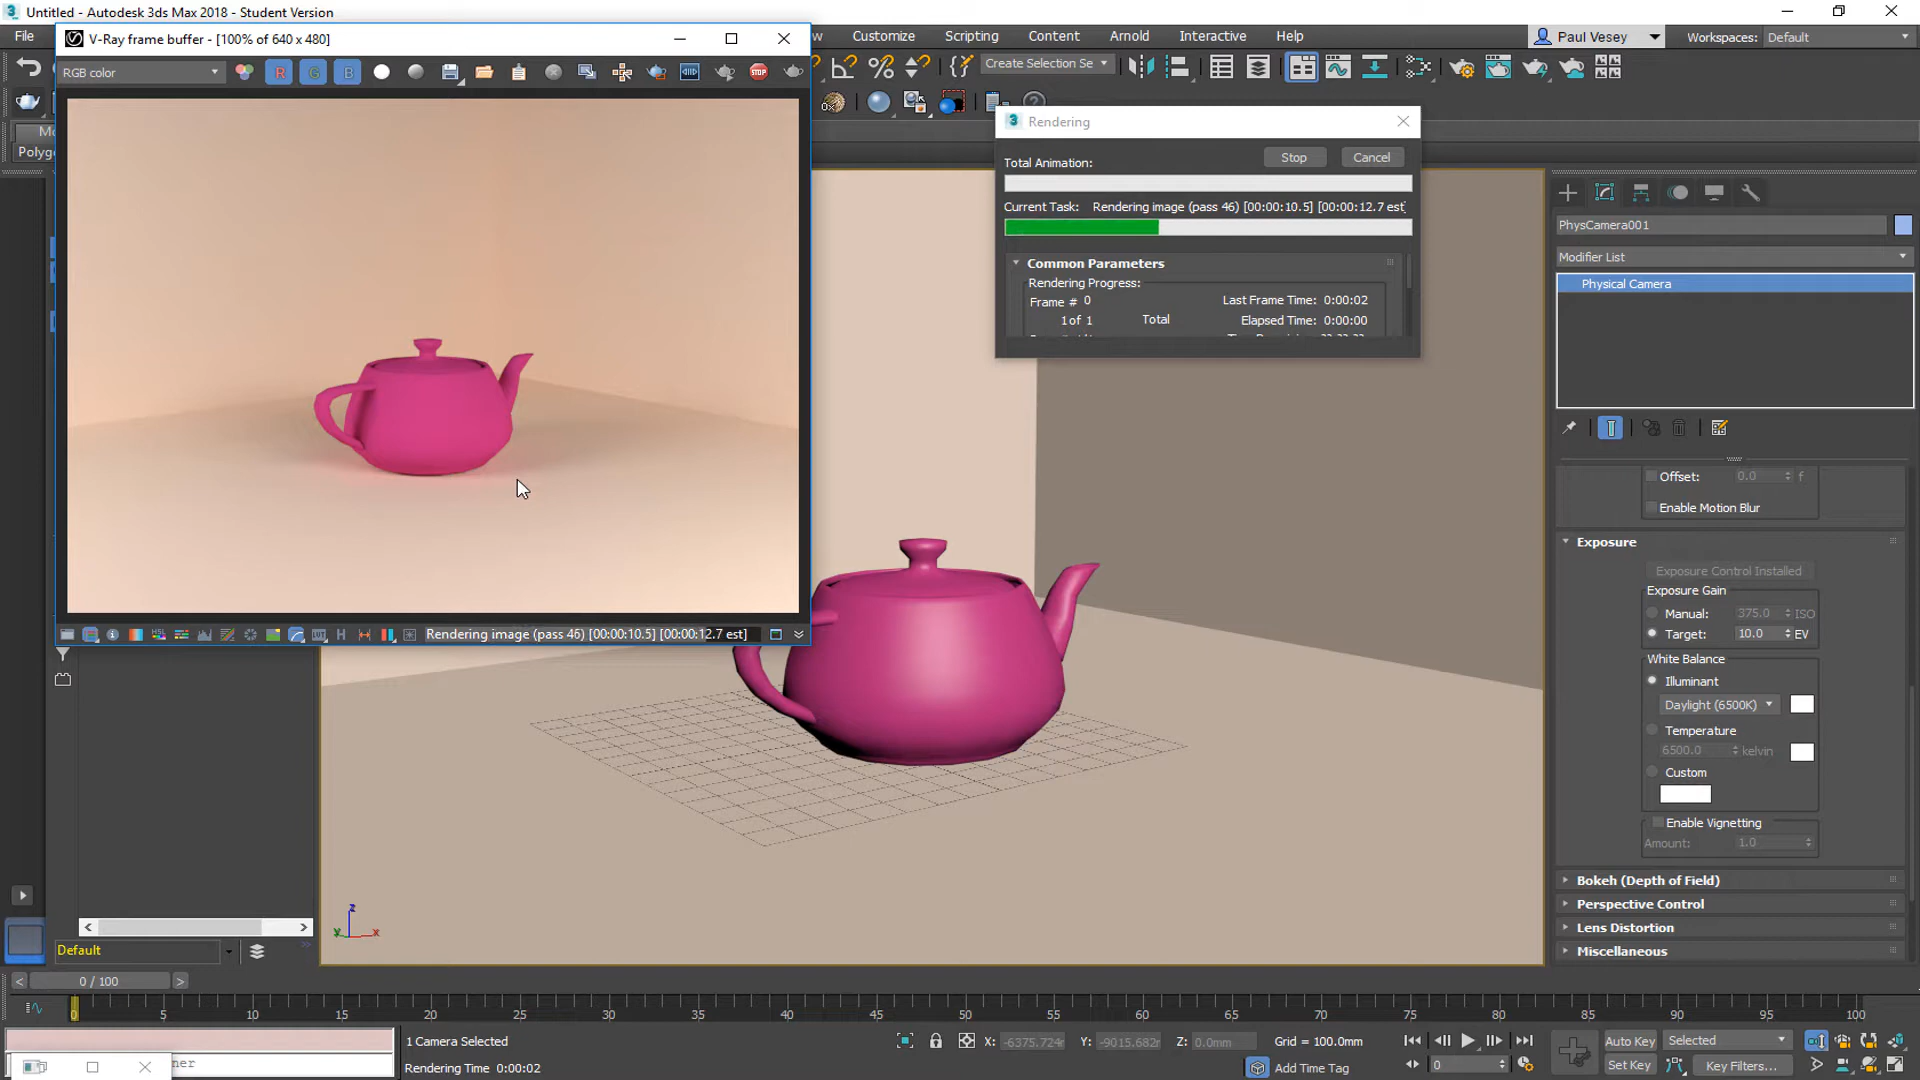 Untitled - Autodesk 3ds Max 2018 - Student Version
File
Customize
Scripting
Content
Arnold
Interactive
Help
Paul Vesey
Workspaces: Default
V-Ray frame buffer - [100% of 640 x 480]
RGB color
R G B
STOP
Create Selection Se
Polyg
Rendering
Total Animation:
Stop
Cancel
Current Task: Rendering image (pass 46) [00:00:10.5] [00:00:12.7 est]
Common Parameters
Rendering Progress:
Frame # 0
Last Frame Time: 0:00:02
1 of 1 Total
Elapsed Time: 0:00:00
PhysCamera001
Modifier List
Physical Camera
Offset: 0.0 f
Enable Motion Blur
Exposure
Exposure Control Installed
Exposure Gain
Manual: 375.0 ISO
Target: 10.0 EV
White Balance
Illuminant
Daylight (6500K)
Temperature
6500.0 kelvin
Custom
Enable Vignetting
Amount: 1.0
Bokeh (Depth of Field)
Perspective Control
Lens Distortion
Miscellaneous
Rendering image (pass 46) [00:00:10.5] [00:00:12.7 est]
z
y x
Default
0 / 100
0 5 10 15 20 25 30 35 40 45 50 55 60 65 70 75 80 85 90 95 100
1 Camera Selected
Rendering Time 0:00:02
X: -6375.724r
Y: -9015.682r
Z: 0.0mm
Grid = 100.0mm
Add Time Tag
0
Auto Key
Selected
Set Key
Key Filters...